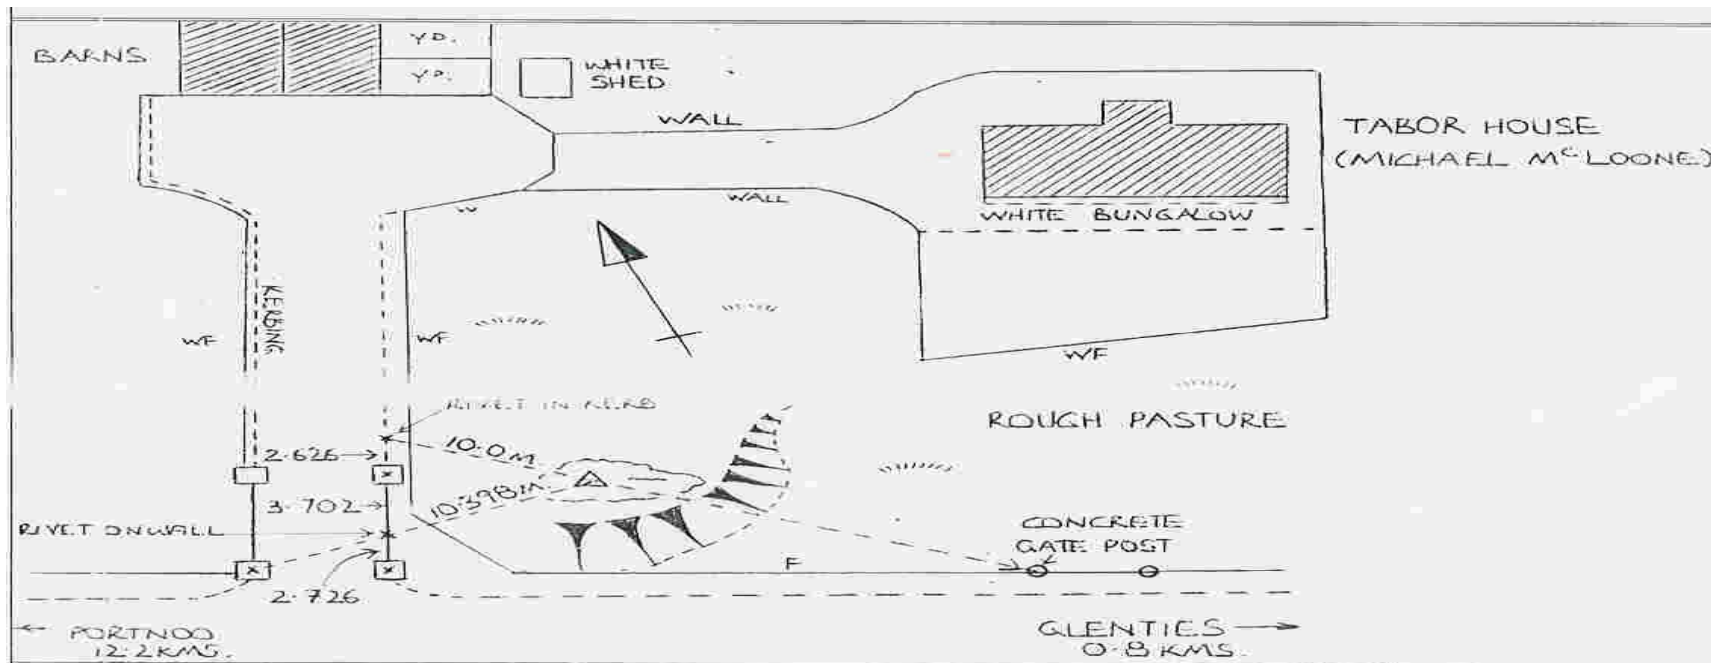 BARNS
YD.
YD.
WHITE
SHED
WALL
TABOR HOUSE
(MICHAEL McLOONE)
W
WALL
WHITE BUNGALOW
KERBING
WF
WF
WF
RIVET IN KERB
ROUGH PASTURE
10.0M
2.626
10.398M.
3.702
RIVET ON WALL
CONCRETE
GATE POST
F
2.726
PORTNOO
12.2KMS.
GLENTIES
0.8 KMS.